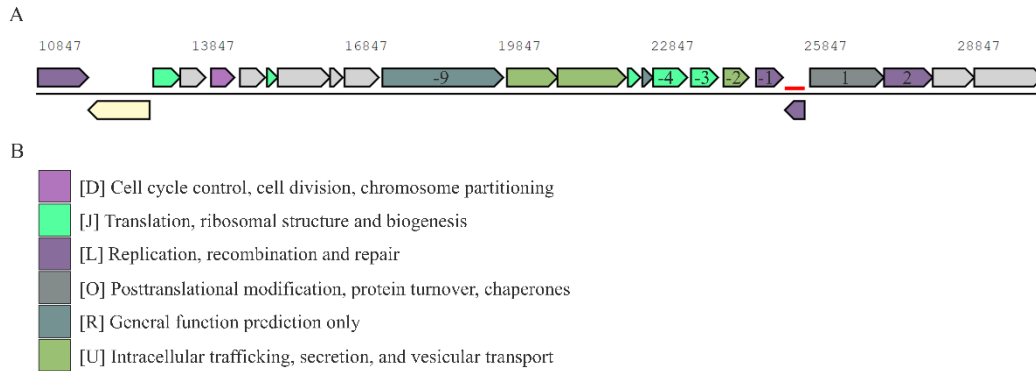 A
10847 13847 16847 19847 22847 25847 28847
-9 -4 -3 -2 -1 1 2
B
[D] Cell cycle control, cell division, chromosome partitioning
[J] Translation, ribosomal structure and biogenesis
[L] Replication, recombination and repair
[O] Posttranslational modification, protein turnover, chaperones
[R] General function prediction only
[U] Intracellular trafficking, secretion, and vesicular transport